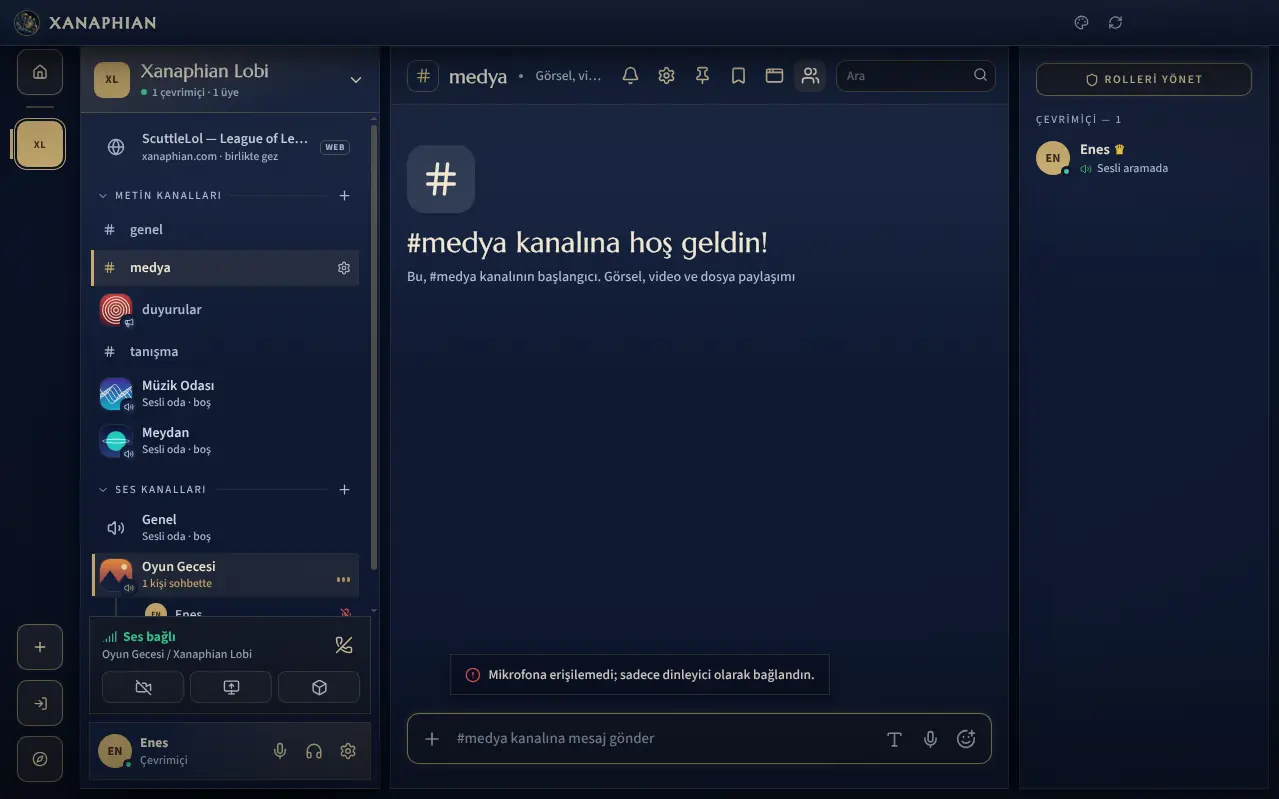 XANAPHIAN
XL
XL
Xanaphian Lobi
1 çevrimiçi · 1 üye
ScuttleLol — League of Le...
xanaphian.com · birlikte gez
WEB
METİN KANALLARI
# genel
# medya
duyurular
# tanışma
Müzik Odası
Sesli oda · boş
Meydan
Sesli oda · boş
SES KANALLARI
Genel
Sesli oda · boş
Oyun Gecesi
1 kişi sohbette
EN Enes
Ses bağlı
Oyun Gecesi / Xanaphian Lobi
EN
Enes
Çevrimiçi
# medya • Görsel, vi...
Ara
#
#medya kanalına hoş geldin!
Bu, #medya kanalının başlangıcı. Görsel, video ve dosya paylaşımı
Mikrofona erişilemedi; sadece dinleyici olarak bağlandın.
#medya kanalına mesaj gönder
ROLLERİ YÖNET
ÇEVRİMİÇİ — 1
EN
Enes
Sesli aramada